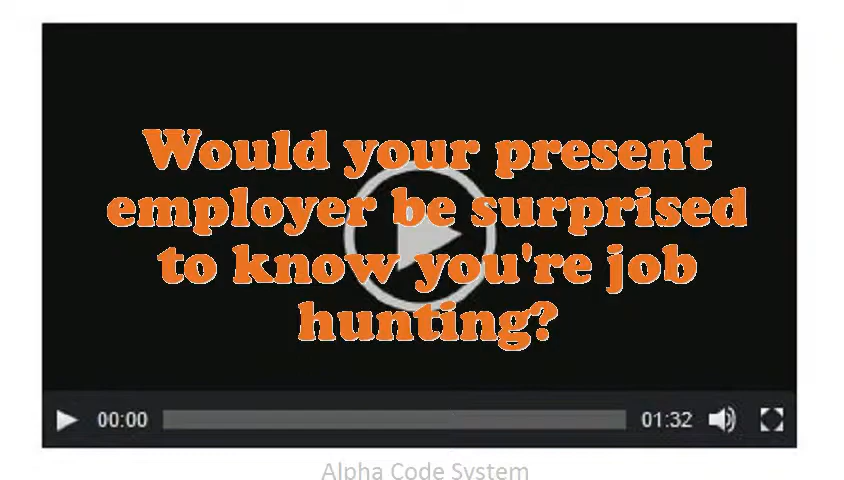 Would your present
employer be surprised
to know you're job
hunting?
00:00 01:32
Alpha Code System